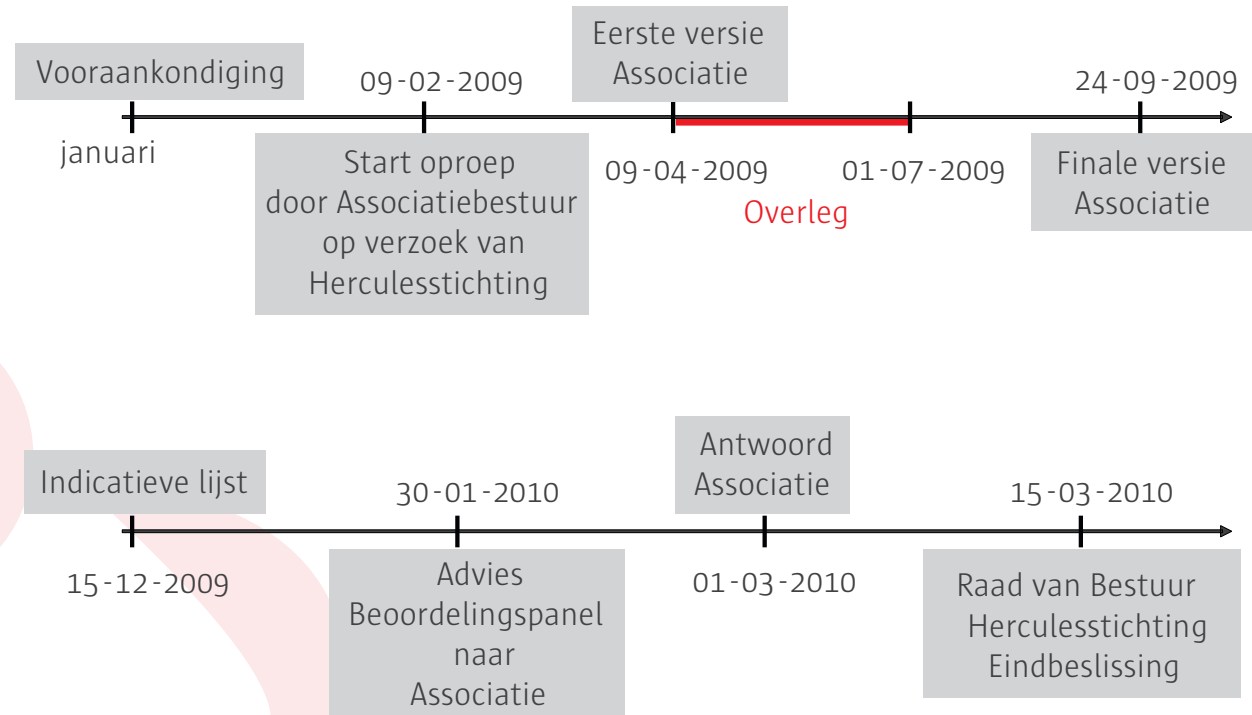 Vooraankondiging
januari
09-02-2009
Start oproep
door Associatiebestuur
op verzoek van
Herculesstichting
Eerste versie
Associatie
09-04-2009
01-07-2009
Overleg
24-09-2009
Finale versie
Associatie
Indicatieve lijst
15-12-2009
30-01-2010
Advies
Beoordelingspanel
naar
Associatie
Antwoord
Associatie
01-03-2010
15-03-2010
Raad van Bestuur
Herculesstichting
Eindbeslissing